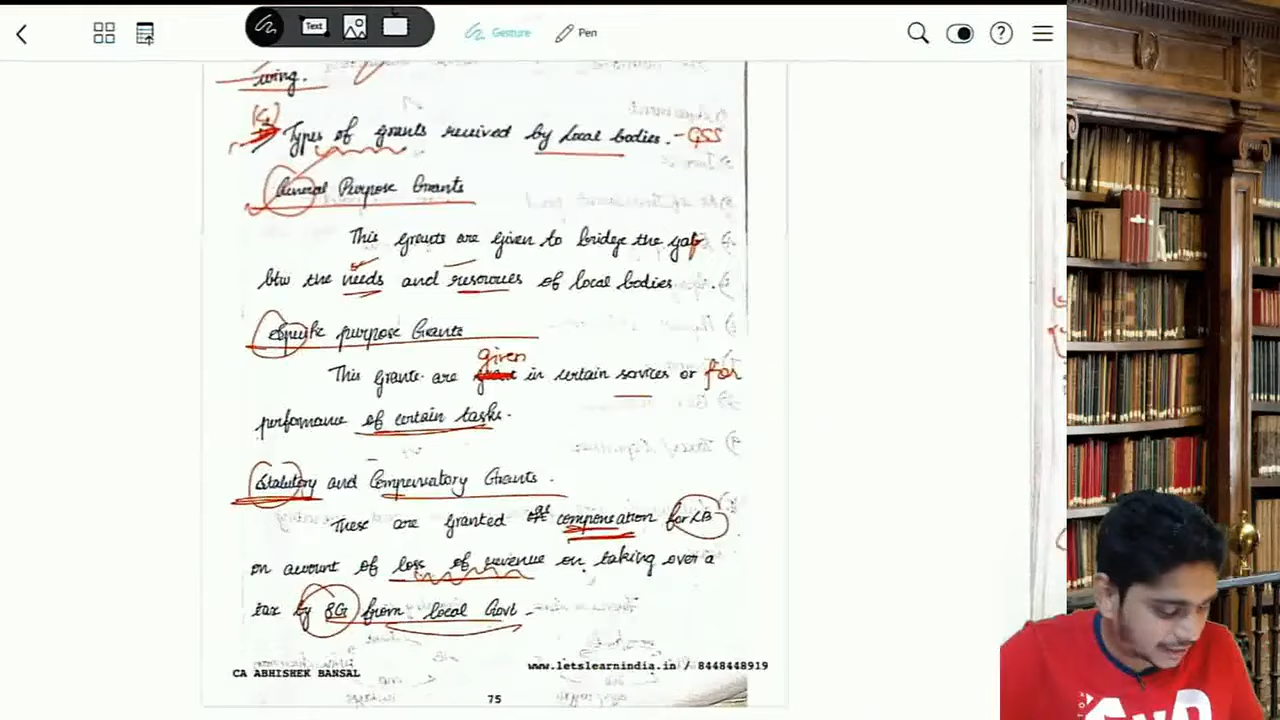 Text
Gesture
Pen
wing.
(G)
Types of grants received by Local bodies. - GSS
General Purpose Grants
This Grants are given to bridge the gap
btw the needs and resources of local bodies.
Specific purpose Grants
given
This grants are in certain services or for
performance of certain tasks.
Statutory and Compensatory Grants.
These are granted as compensation for LB
on account of loss of revenue on taking over a
tax by SG from local Govt.
CA ABHISHEK BANSAL
www.letslearnindia.in / 8448448919
75